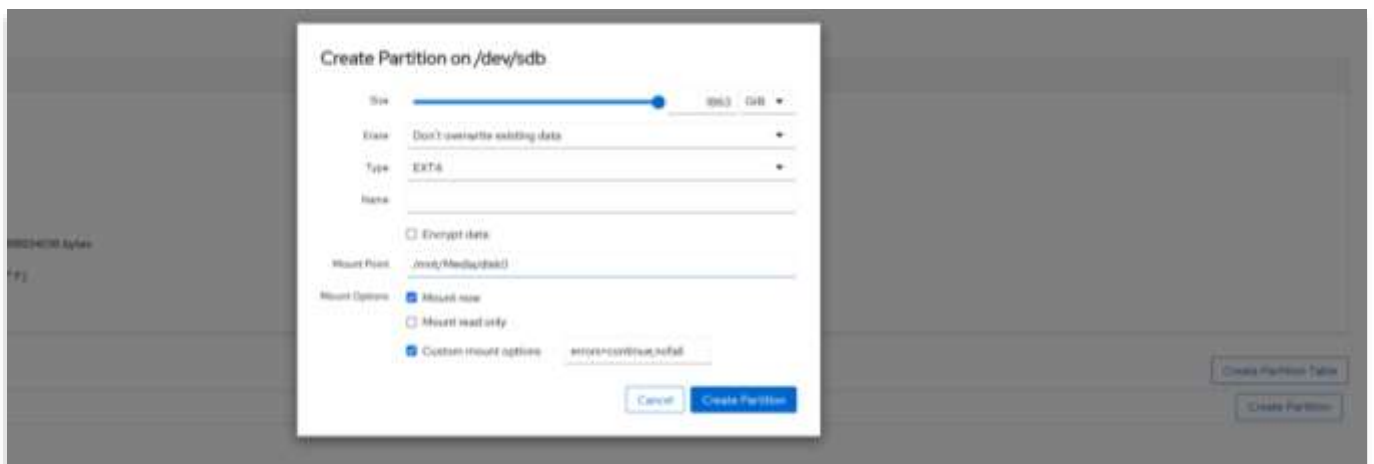 Create Partition on /dev/sdb
Size 1863 GiB
Erase Don't overwrite existing data
Type EXT4
Name
Encrypt data
Mount Point /mnt/Media/disk0
Mount Options Mount now
Mount read only
Custom mount options errors=continue,nofail
Cancel Create Partition
bytes
Create Partition Table
Create Partition